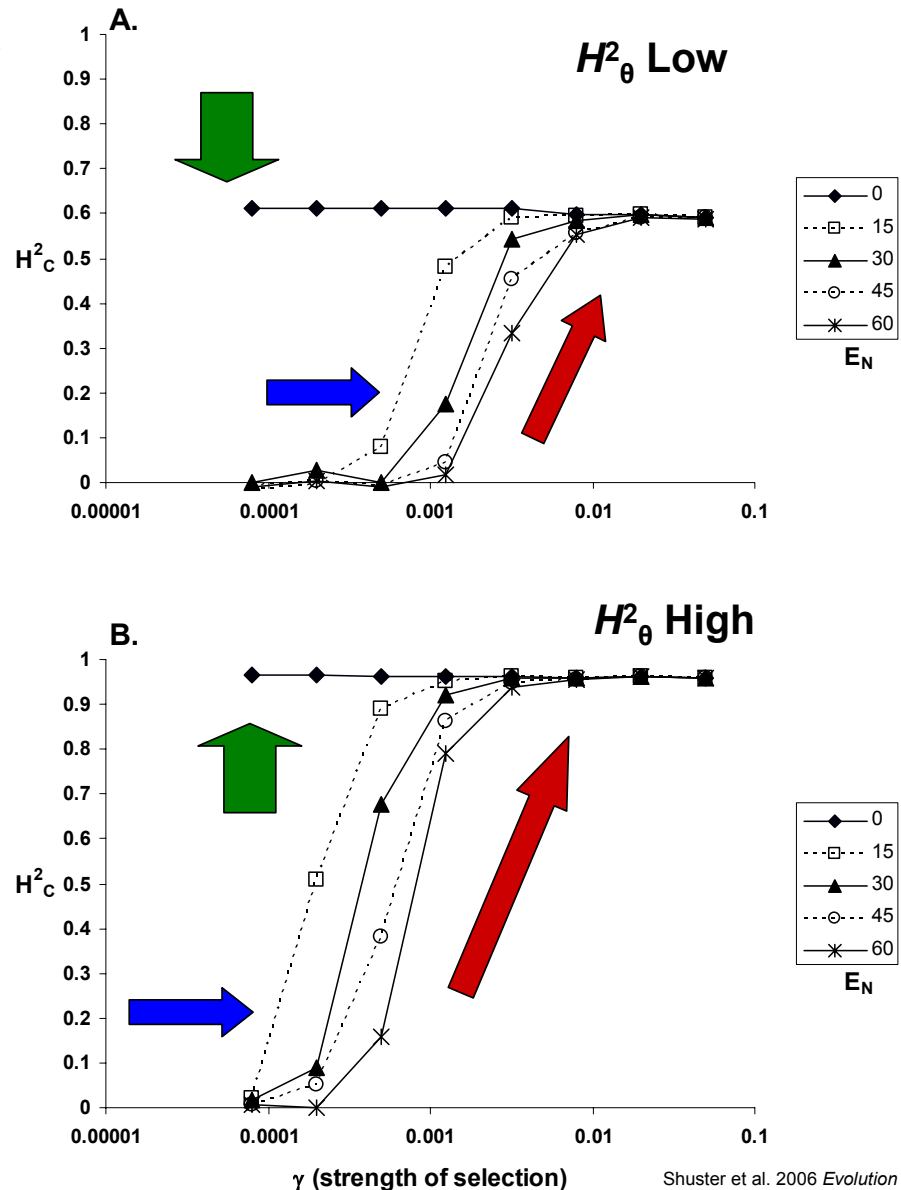 A.
H²θ Low
1
0.9
0.8
0.7
0.6
0.5
0.4
0.3
0.2
0.1
0
H²C
0.00001 0.0001 0.001 0.01 0.1
0
15
30
45
60
EN
B.
H²θ High
1
0.9
0.8
0.7
0.6
0.5
0.4
0.3
0.2
0.1
0
H²C
0.00001 0.0001 0.001 0.01 0.1
0
15
30
45
60
EN
γ (strength of selection)
Shuster et al. 2006 Evolution